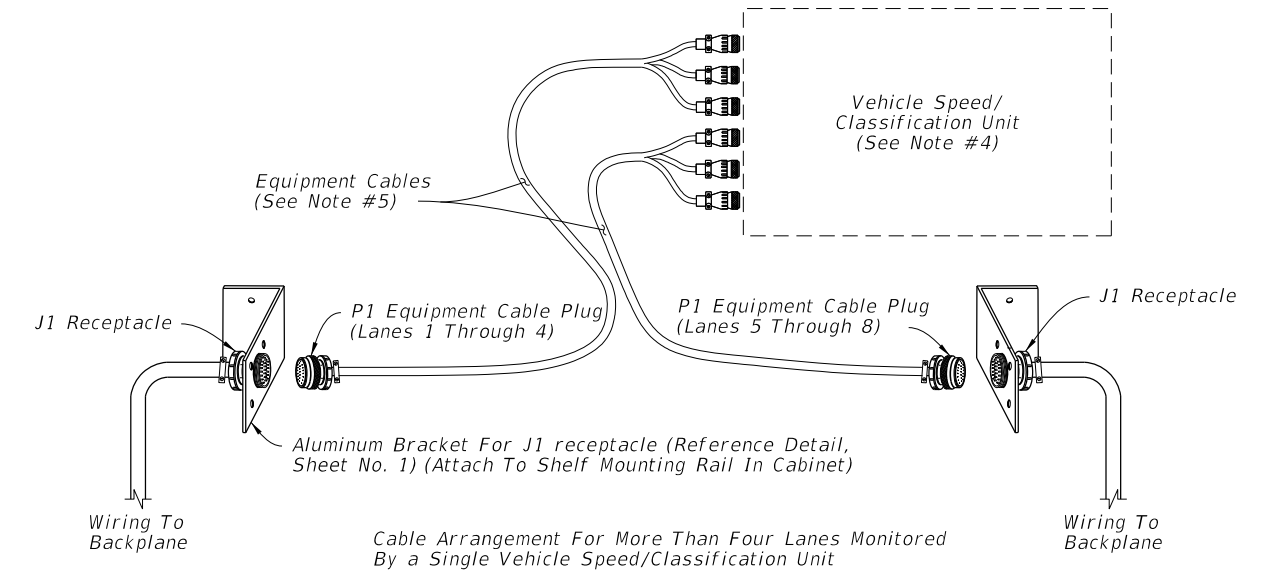 Vehicle Speed/
Classification Unit
(See Note #4)
Equipment Cables
(See Note #5)
J1 Receptacle
P1 Equipment Cable Plug
(Lanes 1 Through 4)
P1 Equipment Cable Plug
(Lanes 5 Through 8)
J1 Receptacle
Aluminum Bracket For J1 receptacle (Reference Detail,
Sheet No. 1) (Attach To Shelf Mounting Rail In Cabinet)
Wiring To
Backplane
Wiring To
Backplane
Cable Arrangement For More Than Four Lanes Monitored
By a Single Vehicle Speed/Classification Unit